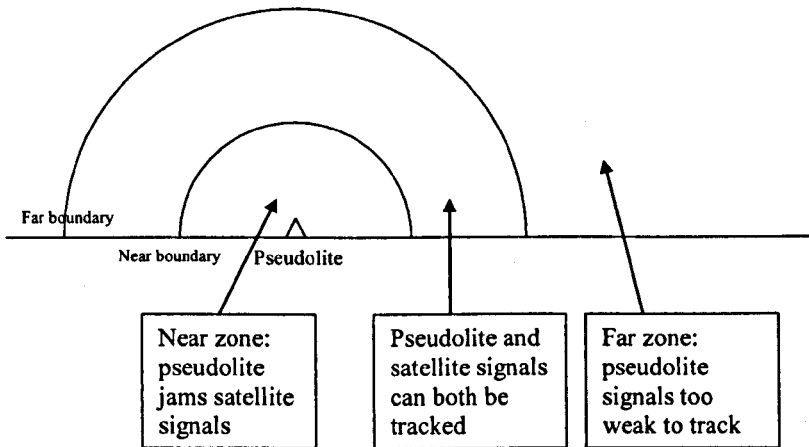 Far boundary
Near boundary
Pseudolite
Near zone:
pseudolite
jams satellite
signals
Pseudolite and
satellite signals
can both be
tracked
Far zone:
pseudolite
signals too
weak to track